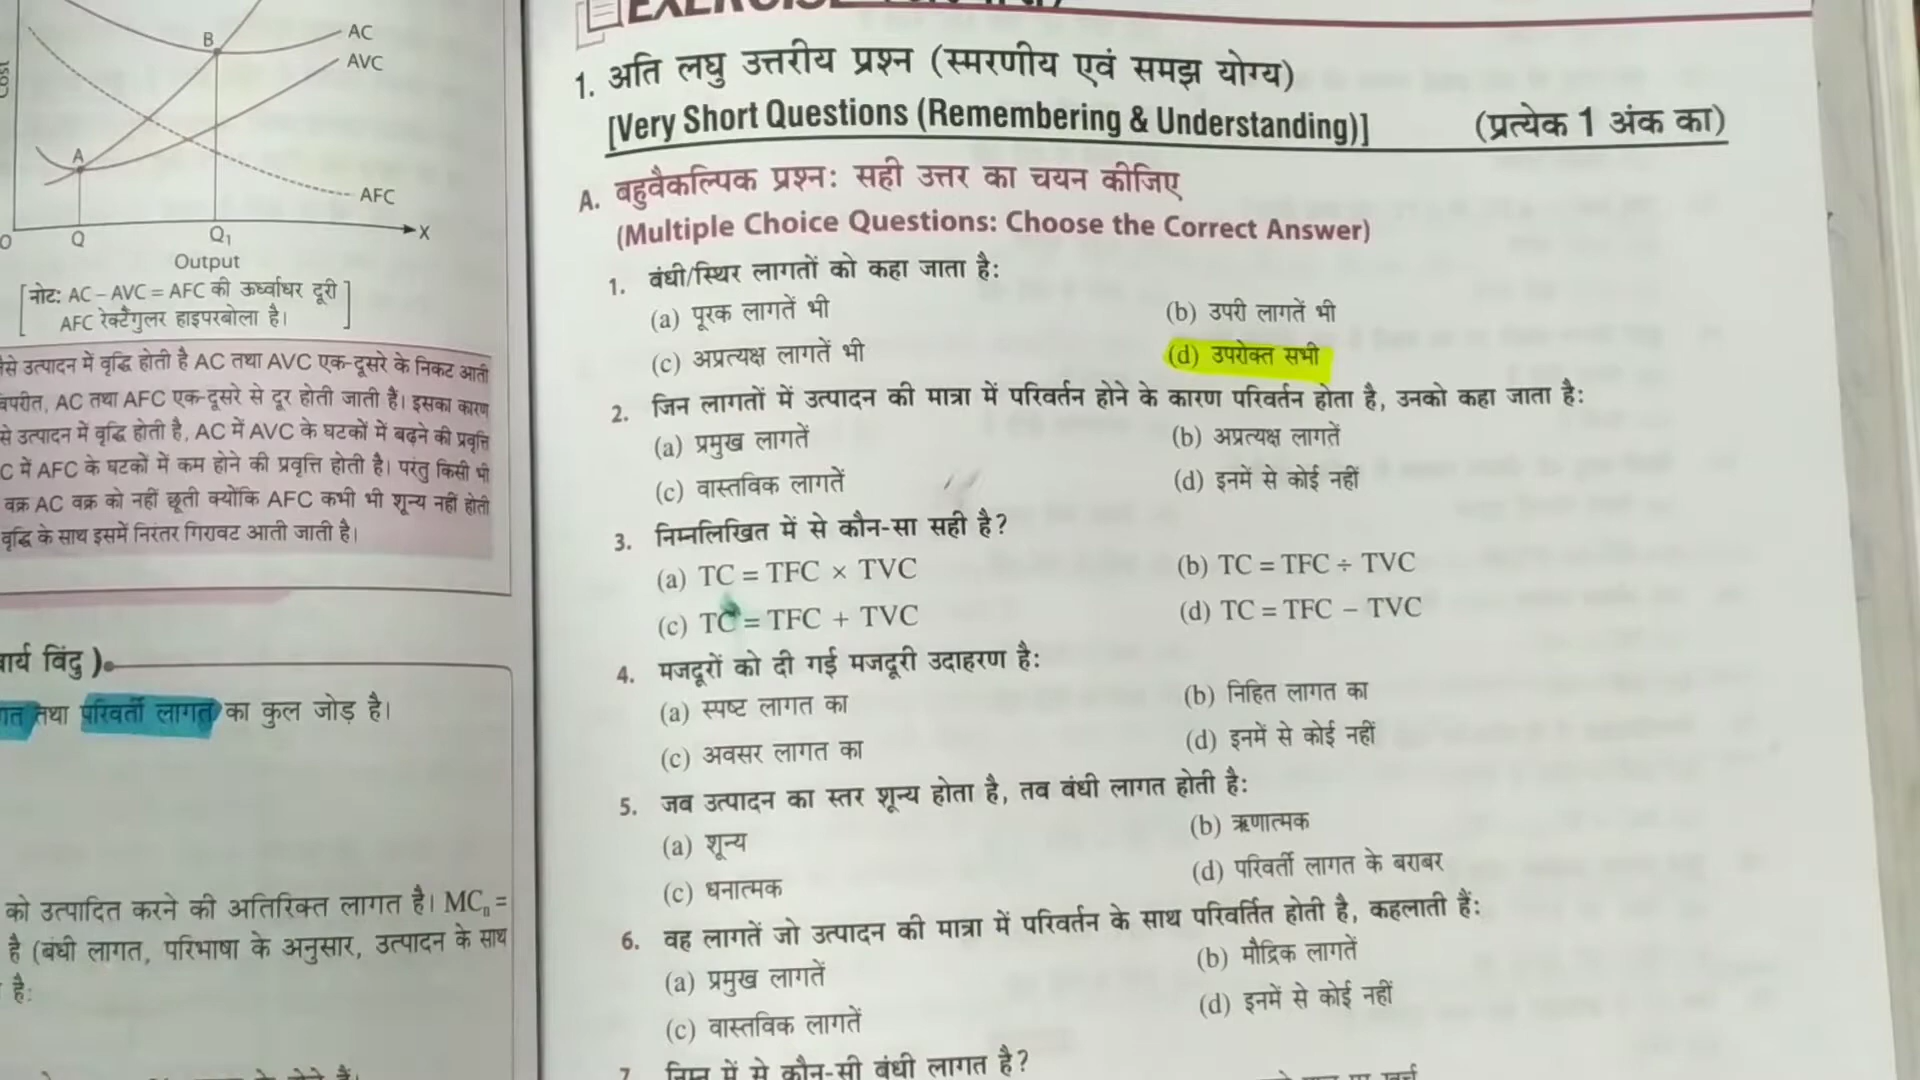 B
AC
AVC
A
AFC
Q
Q1
X
Output
नोट: AC – AVC = AFC की ऊर्ध्वाधर दूरी
AFC रेक्टैंगुलर हाइपरबोला है।
उत्पादन में वृद्धि होती है AC तथा AVC एक-दूसरे के निकट आती
AC तथा AFC एक-दूसरे से दूर होती जाती हैं। इसका कारण
से उत्पादन में वृद्धि होती है, AC में AVC के घटकों में बढ़ने की प्रवृत्ति
में AFC के घटकों में कम होने की प्रवृत्ति होती है। परंतु किसी भी
वक्र AC वक्र को नहीं छूती क्योंकि AFC कभी भी शून्य नहीं होती
वृद्धि के साथ इसमें निरंतर गिरावट आती जाती है।
बिंदु )
तथा परिवर्ती लागत का कुल जोड़ है।
को उत्पादित करने की अतिरिक्त लागत है। MCn =
है (बंधी लागत, परिभाषा के अनुसार, उत्पादन के साथ
है:
EXERCISE
1. अति लघु उत्तरीय प्रश्न (स्मरणीय एवं समझ योग्य)
[Very Short Questions (Remembering & Understanding)] (प्रत्येक 1 अंक का)
A. बहुवैकल्पिक प्रश्न: सही उत्तर का चयन कीजिए
(Multiple Choice Questions: Choose the Correct Answer)
1. बंधी/स्थिर लागतों को कहा जाता है:
(a) पूरक लागतें भी (b) उपरी लागतें भी
(c) अप्रत्यक्ष लागतें भी (d) उपरोक्त सभी
2. जिन लागतों में उत्पादन की मात्रा में परिवर्तन होने के कारण परिवर्तन होता है, उनको कहा जाता है:
(a) प्रमुख लागतें (b) अप्रत्यक्ष लागतें
(c) वास्तविक लागतें (d) इनमें से कोई नहीं
3. निम्नलिखित में से कौन-सा सही है?
(a) TC = TFC × TVC (b) TC = TFC ÷ TVC
(c) TC = TFC + TVC (d) TC = TFC – TVC
4. मजदूरों को दी गई मजदूरी उदाहरण है:
(a) स्पष्ट लागत का (b) निहित लागत का
(c) अवसर लागत का (d) इनमें से कोई नहीं
5. जब उत्पादन का स्तर शून्य होता है, तब बंधी लागत होती है:
(a) शून्य (b) ऋणात्मक
(c) धनात्मक (d) परिवर्ती लागत के बराबर
6. वह लागतें जो उत्पादन की मात्रा में परिवर्तन के साथ परिवर्तित होती है, कहलाती हैं:
(a) प्रमुख लागतें (b) मौद्रिक लागतें
(c) वास्तविक लागतें (d) इनमें से कोई नहीं
7. निम्न में से कौन-सी बंधी लागत है?